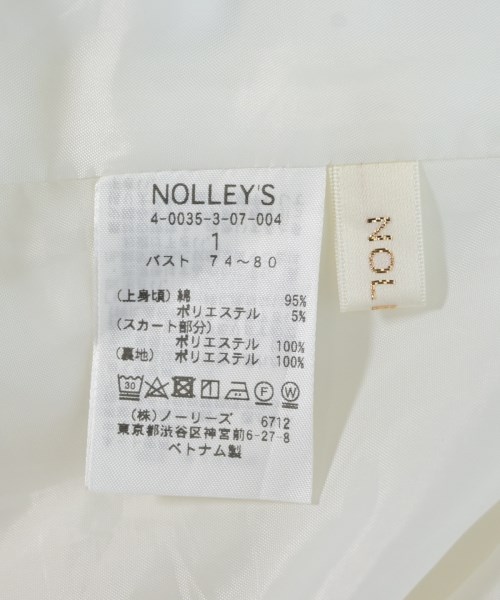 NOLLEY'S
4-0035-3-07-004
1
バスト 74～80
(上身頃) 綿 95%
ポリエステル 5%
(スカート部分)
ポリエステル 100%
(裏地) ポリエステル 100%
30 F W
(株)ノーリーズ 6712
東京都渋谷区神宮前6-27-8
ベトナム製
NOLL